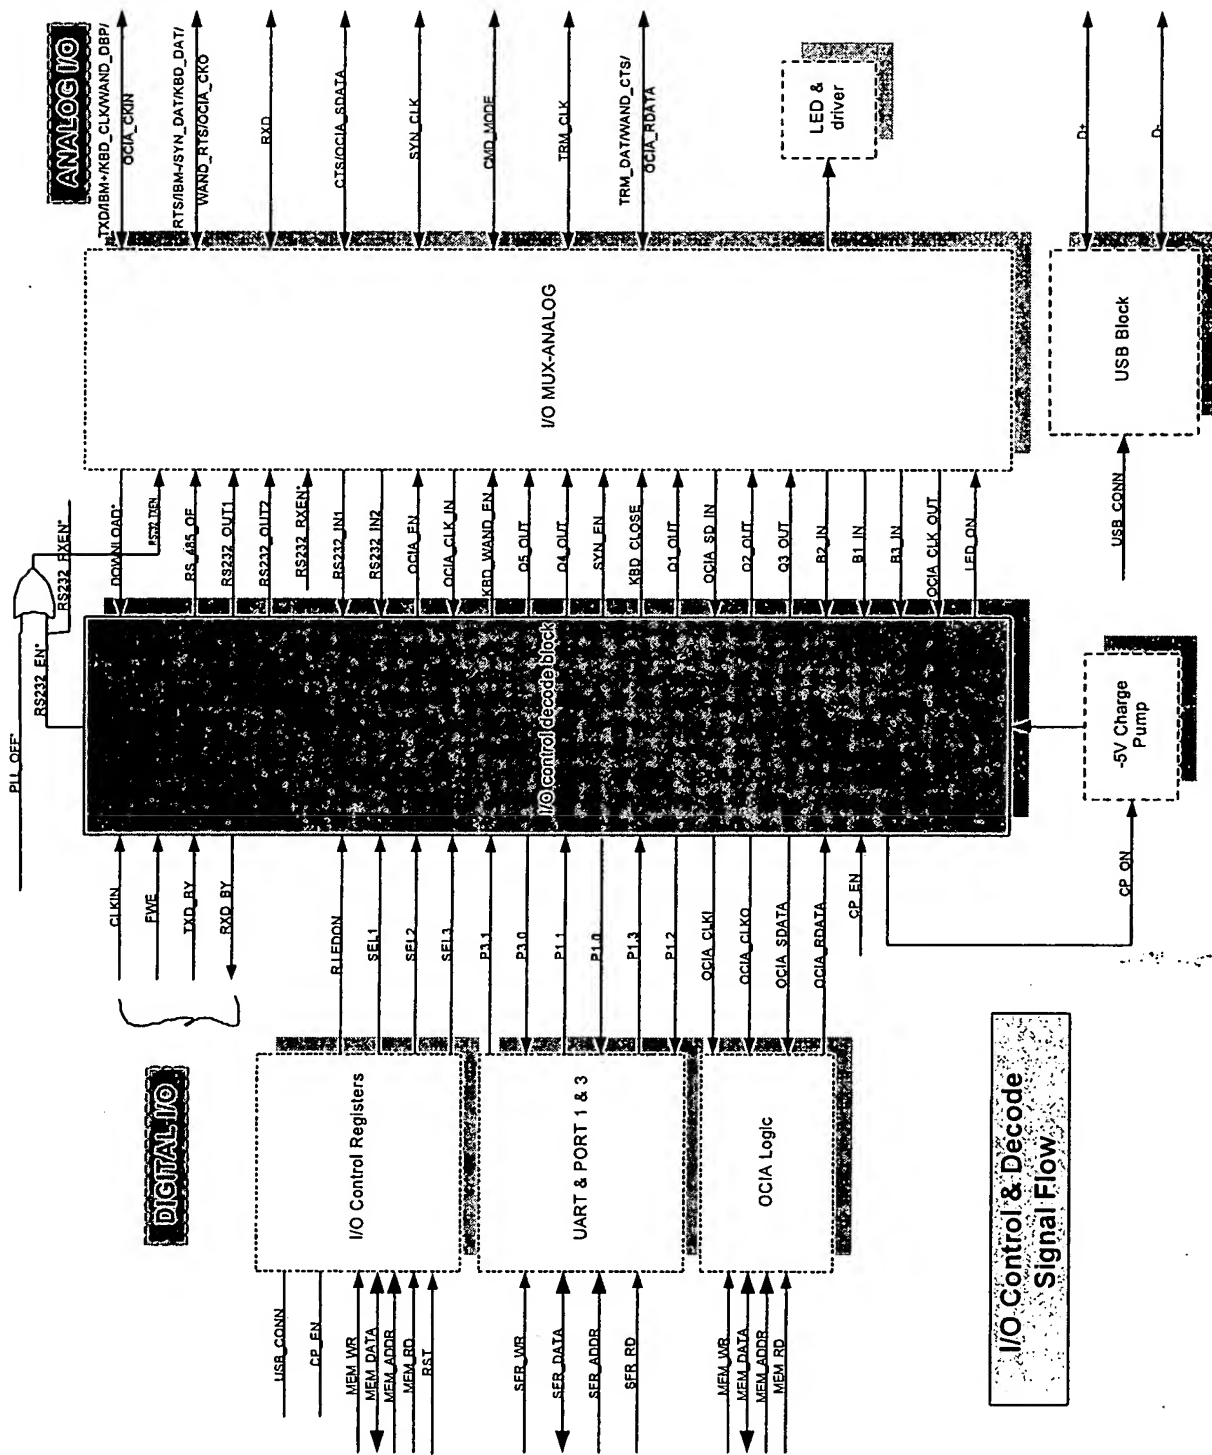 ANALOG I/O
TXD/IBM+/KBD_CLK/WAND_DBP/
OCIA_CKIN
RTS/IBM-/SYN_DAT/KBD_DAT/
WAND_RTS/OCIA_CKO
RXD
CTS/OCIA_SDATA
SYN_CLK
CMD_MODE
TRM_CLK
TRM_DAT/WAND_CTS/
OCIA_RDATA
LED &
driver
D+
D-
I/O MUX-ANALOG
USB Block
USB_CONN
PLL_OFF*
RS232_EN*
RS232_RXEN*
DOWNLOAD*
RS232_TXEN
RS_485_OE
RS232_OUT1
RS232_OUT2
RS232_RXEN*
RS232_IN1
RS232_IN2
OCIA_EN
OCIA_CLK_IN
KBD_WAND_EN
O5_OUT
O4_OUT
SYN_EN
KBD_CLOSE
O1_OUT
OCIA_SD_IN
O2_OUT
O3_OUT
B2_IN
B1_IN
B3_IN
OCIA_CLK_OUT
LED_ON
I/O control decode block
-5V Charge
Pump
CP_ON
CLKIN
FWE
TXD_BY
RXD_BY
R.LEDON
SEL1
SEL2
SEL3
P3.1
P3.0
P1.1
P1.0
P1.3
P1.2
OCIA_CLKI
OCIA_CLKO
OCIA_SDATA
OCIA_RDATA
CP_EN
DIGITAL I/O
I/O Control Registers
UART & PORT 1 & 3
OCIA Logic
USB_CONN
CP_EN
MEM_WR
MEM_DATA
MEM_ADDR
MEM_RD
RST
SFR_WR
SFR_DATA
SFR_ADDR
SFR_RD
MEM_WR
MEM_DATA
MEM_ADDR
MEM_RD
I/O Control & Decode
Signal Flow